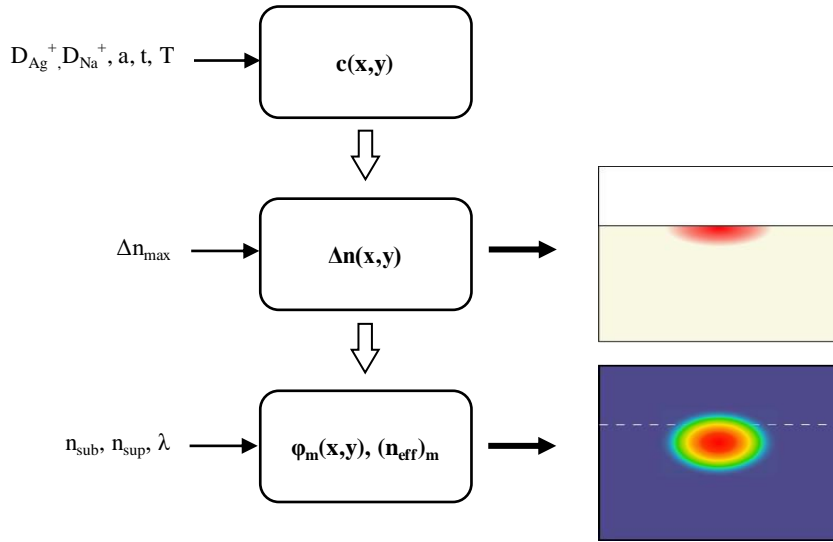 D_Ag^+, D_Na^+, a, t, T
c(x,y)
Δn_max
Δn(x,y)
n_sub, n_sup, λ
φ_m(x,y), (n_eff)_m